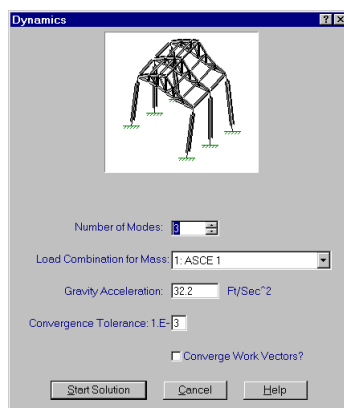 Dynamics
Number of Modes: 3
Load Combination for Mass: 1: ASCE 1
Gravity Acceleration: 32.2 Ft/Sec^2
Convergence Tolerance: 1.E- 3
Converge Work Vectors?
Start Solution Cancel Help